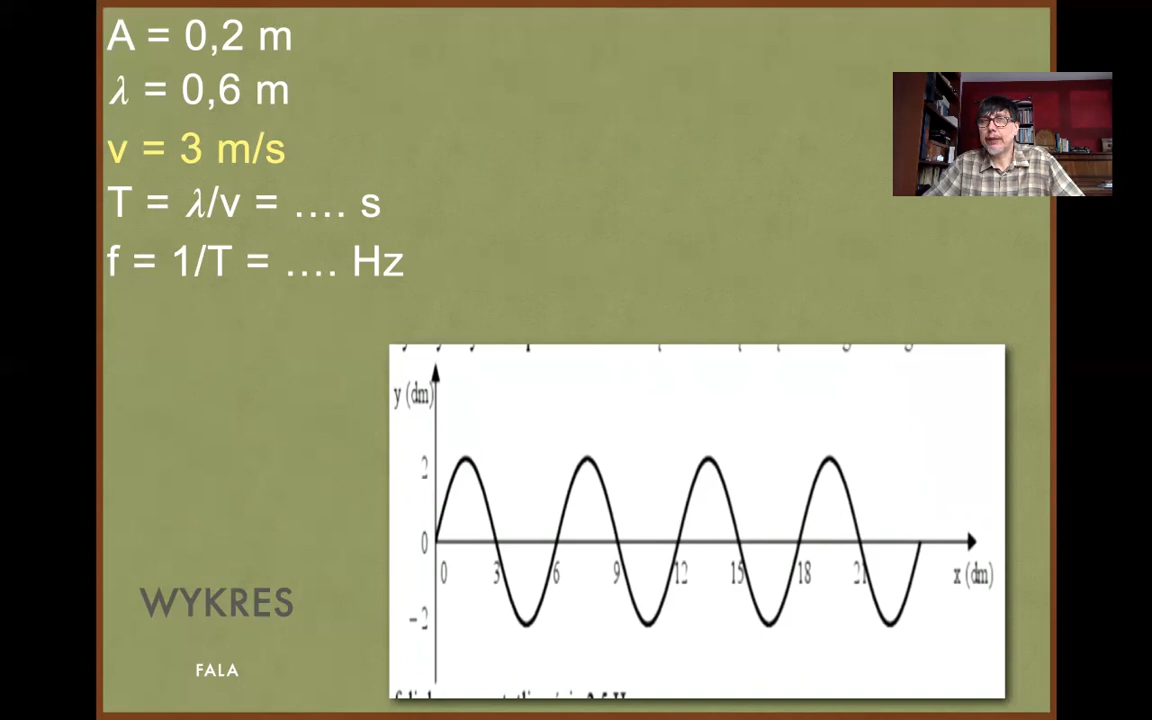 A = 0,2 m
λ = 0,6 m
v = 3 m/s
T = λ/v = .... s
f = 1/T = .... Hz
y (dm)
2
0
0 3 6 9 12 15 18 21
x (dm)
-2
WYKRES
FALA